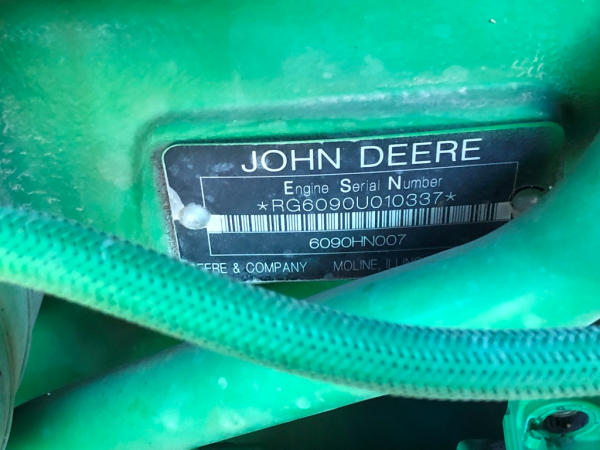 JOHN DEERE
Engine Serial Number
*RG6090U010337*
6090HN007
& COMPANY MOLINE,